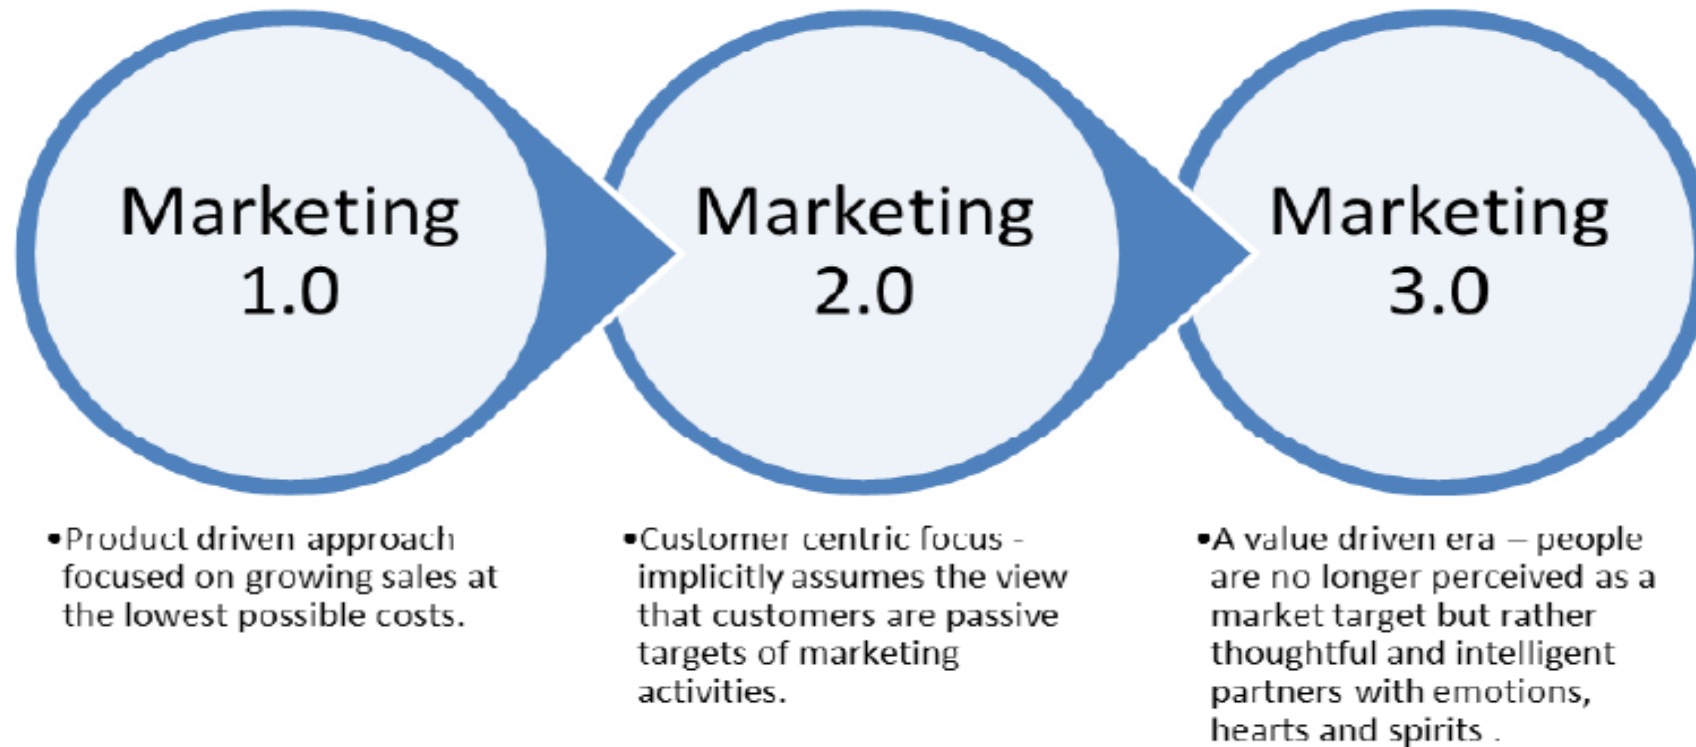 Marketing
1.0
Marketing
2.0
Marketing
3.0
•Product driven approach
focused on growing sales at
the lowest possible costs.
•Customer centric focus -
implicitly assumes the view
that customers are passive
targets of marketing
activities.
•A value driven era – people
are no longer perceived as a
market target but rather
thoughtful and intelligent
partners with emotions,
hearts and spirits .